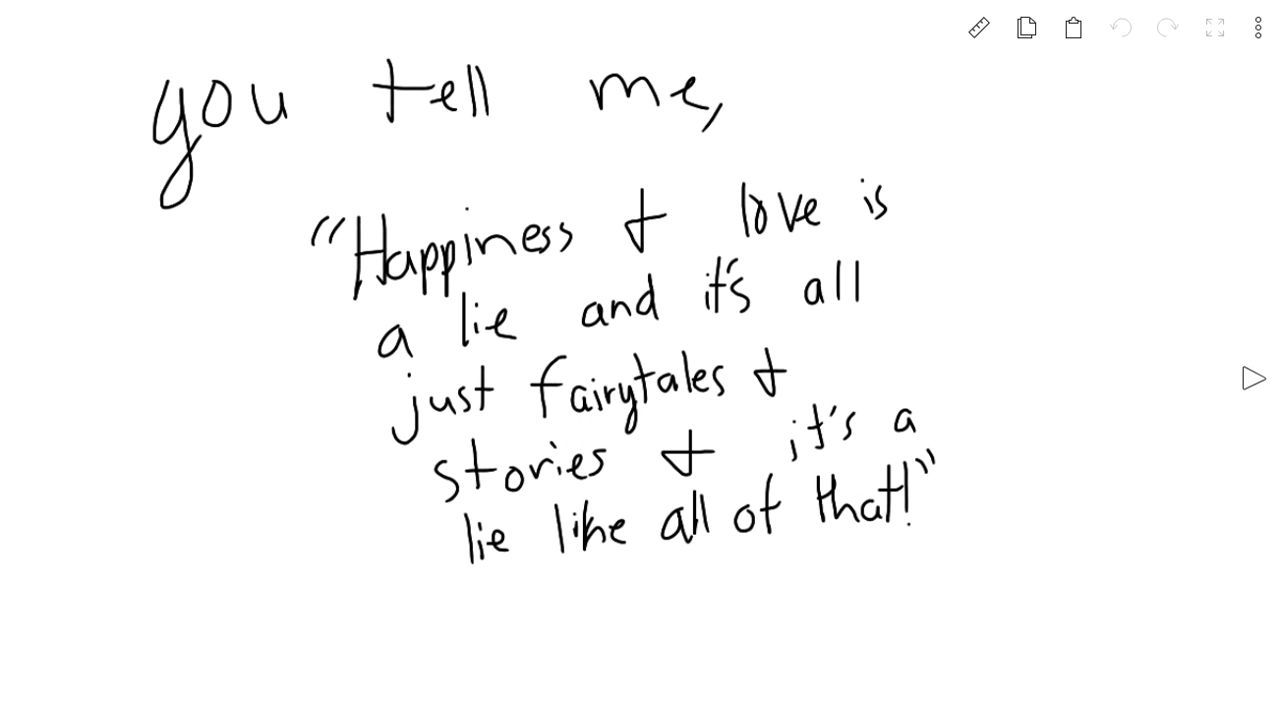 you tell me,
"Happiness & love is
a lie and it's all
just fairytales &
stories & it's a
lie like all of that!"